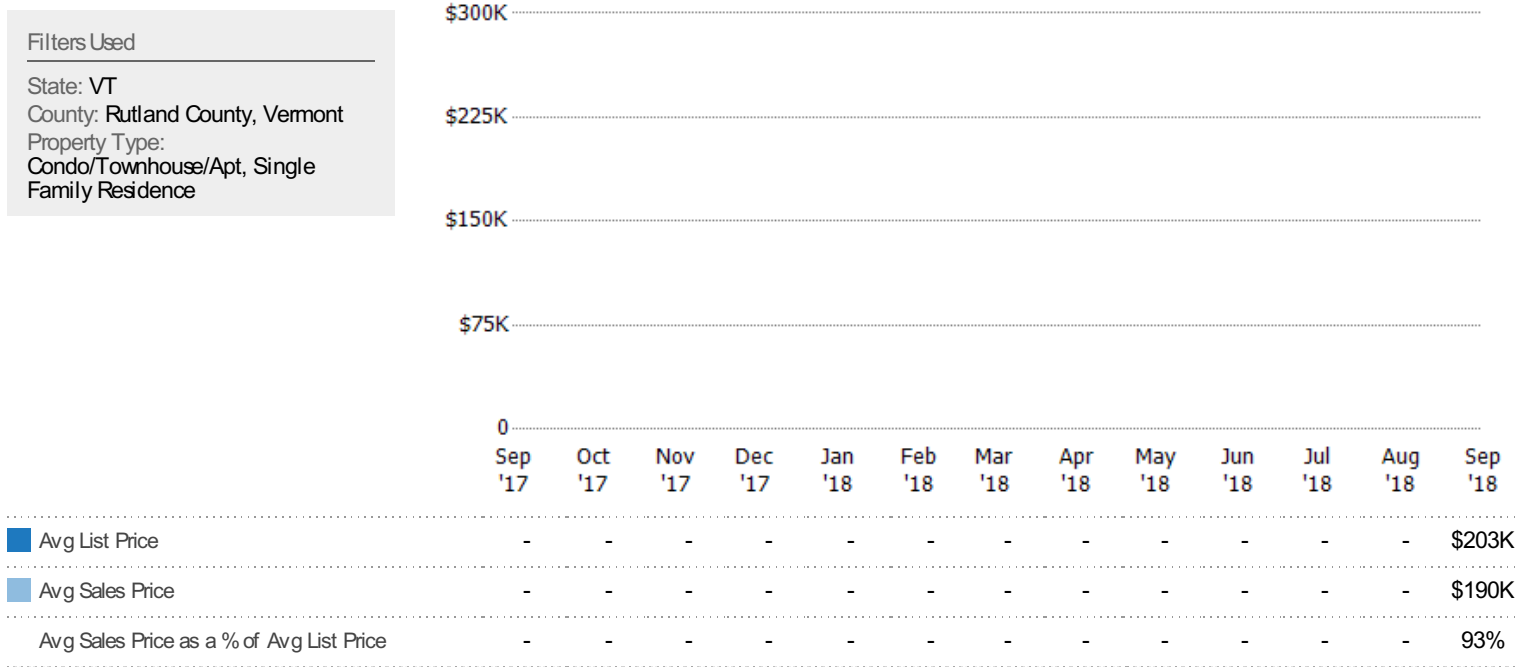 Filters Used
State: VT
County: Rutland County, Vermont
Property Type:
Condo/Townhouse/Apt, Single
Family Residence
$300K
$225K
$150K
$75K
0
Sep Oct Nov Dec Jan Feb Mar Apr May Jun Jul Aug Sep
'17 '17 '17 '17 '18 '18 '18 '18 '18 '18 '18 '18 '18
Avg List Price - - - - - - - - - - - - $203K
Avg Sales Price - - - - - - - - - - - - $190K
Avg Sales Price as a % of Avg List Price - - - - - - - - - - - - 93%